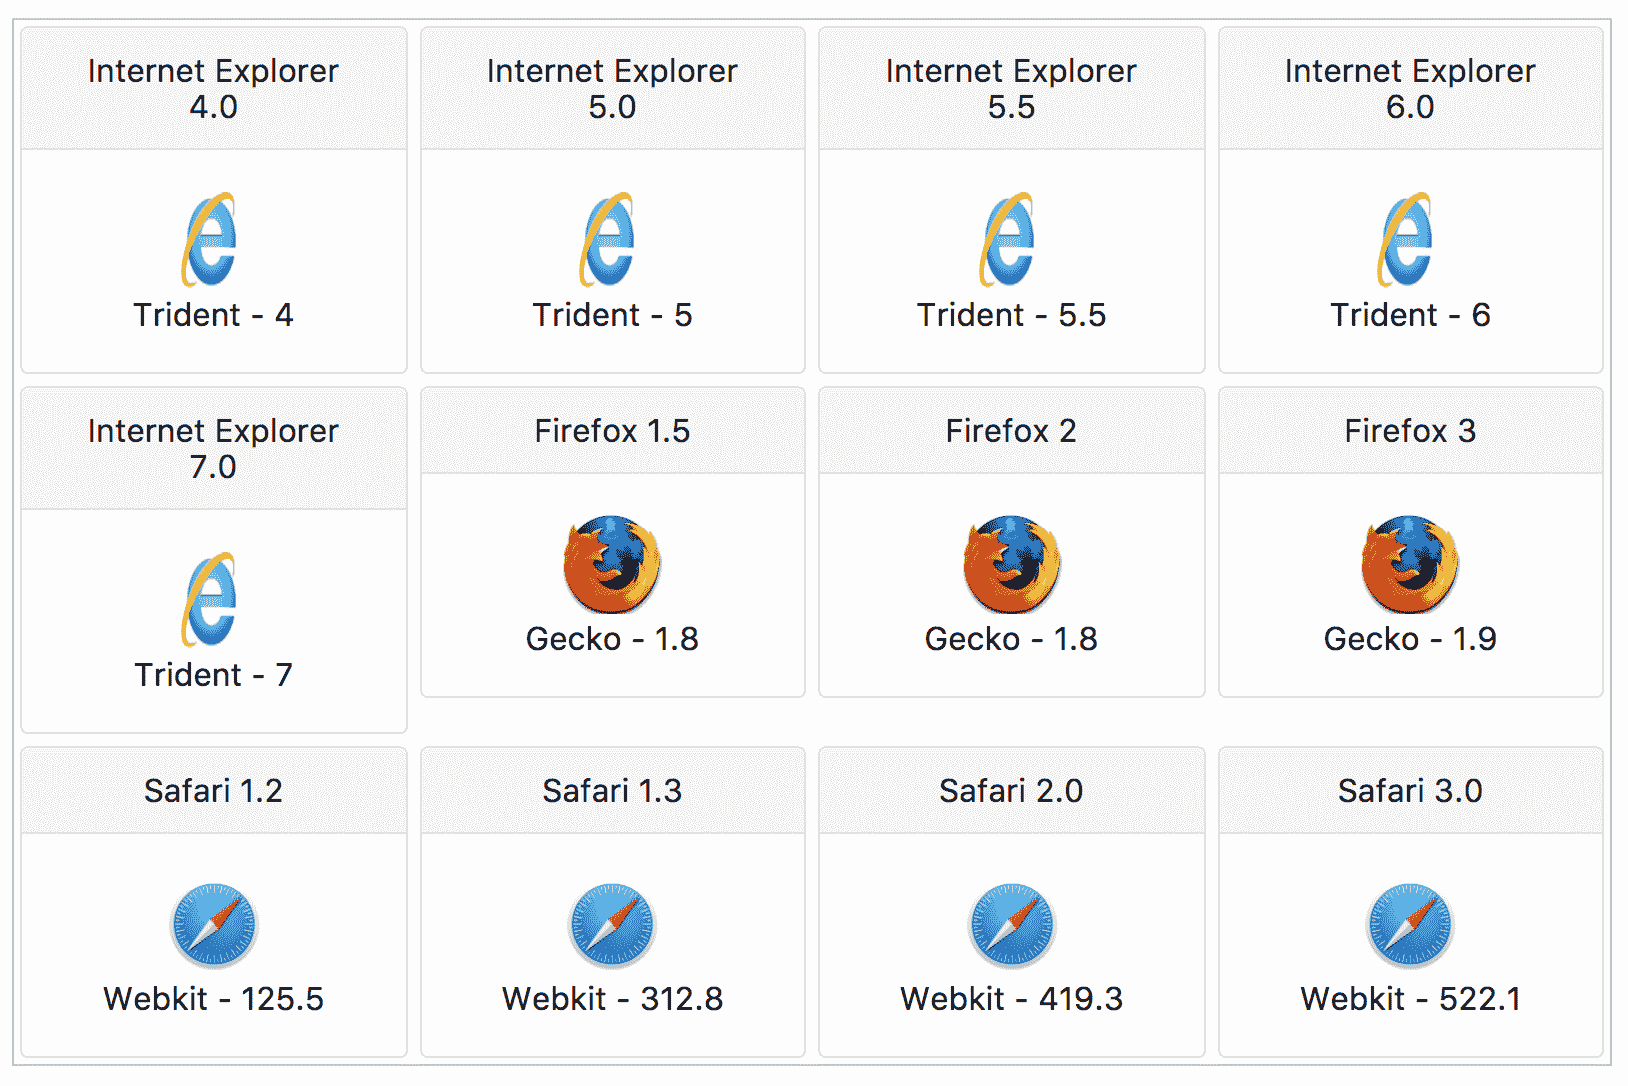 Internet Explorer
4.0
Trident - 4
Internet Explorer
5.0
Trident - 5
Internet Explorer
5.5
Trident - 5.5
Internet Explorer
6.0
Trident - 6
Internet Explorer
7.0
Trident - 7
Firefox 1.5
Gecko - 1.8
Firefox 2
Gecko - 1.8
Firefox 3
Gecko - 1.9
Safari 1.2
Webkit - 125.5
Safari 1.3
Webkit - 312.8
Safari 2.0
Webkit - 419.3
Safari 3.0
Webkit - 522.1